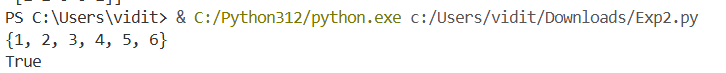 PS C:\Users\vidit> & C:/Python312/python.exe c:/Users/vidit/Downloads/Exp2.py
{1, 2, 3, 4, 5, 6}
True